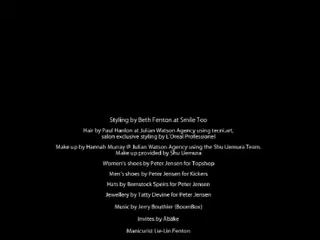 Styling by Beth Fenton at Smile Too
Hair by Paul Hanlon at Julian Watson Agency using tecni.art,
salon exclusive styling by L'Oreal Professionel
Make up by Hannah Murray @ Julian Watson Agency using the Shu Uemura Team.
Make up provided by Shu Uemura
Women's shoes by Peter Jensen for Topshop
Men's shoes by Peter Jensen for Kickers
Hats by Bernstock Speirs for Peter Jensen
Jewellery by Tatty Devine for Peter Jensen
Music by Jerry Bouthier (BoomBox)
Invites by Abäke
Manicurist Lie-Lin Fenton